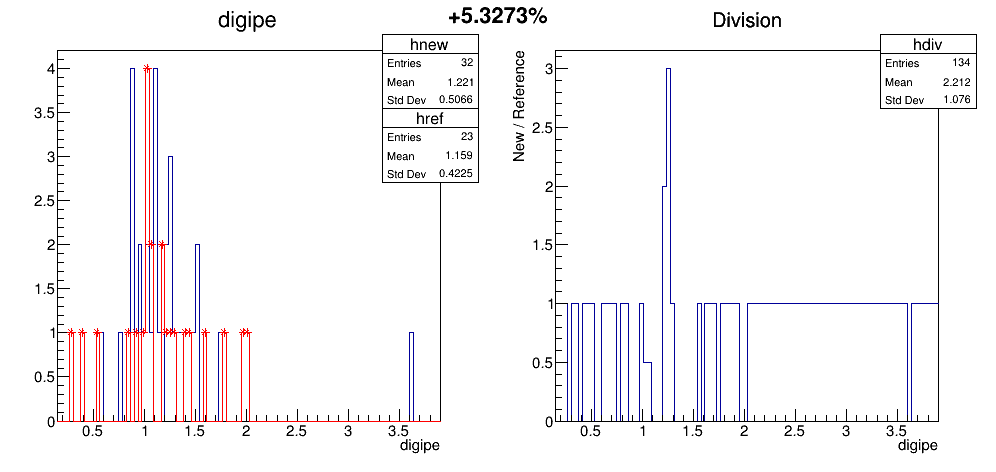 +5.3273%
digipe
hnew
Entries 32
Mean 1.221
Std Dev 0.5066
href
Entries 23
Mean 1.159
Std Dev 0.4225
4
3.5
3
2.5
2
1.5
1
0.5
0
0.5 1 1.5 2 2.5 3 3.5
digipe
Division
hdiv
Entries 134
Mean 2.212
Std Dev 1.076
New / Reference
3
2.5
2
1.5
1
0.5
0
0.5 1 1.5 2 2.5 3 3.5
digipe